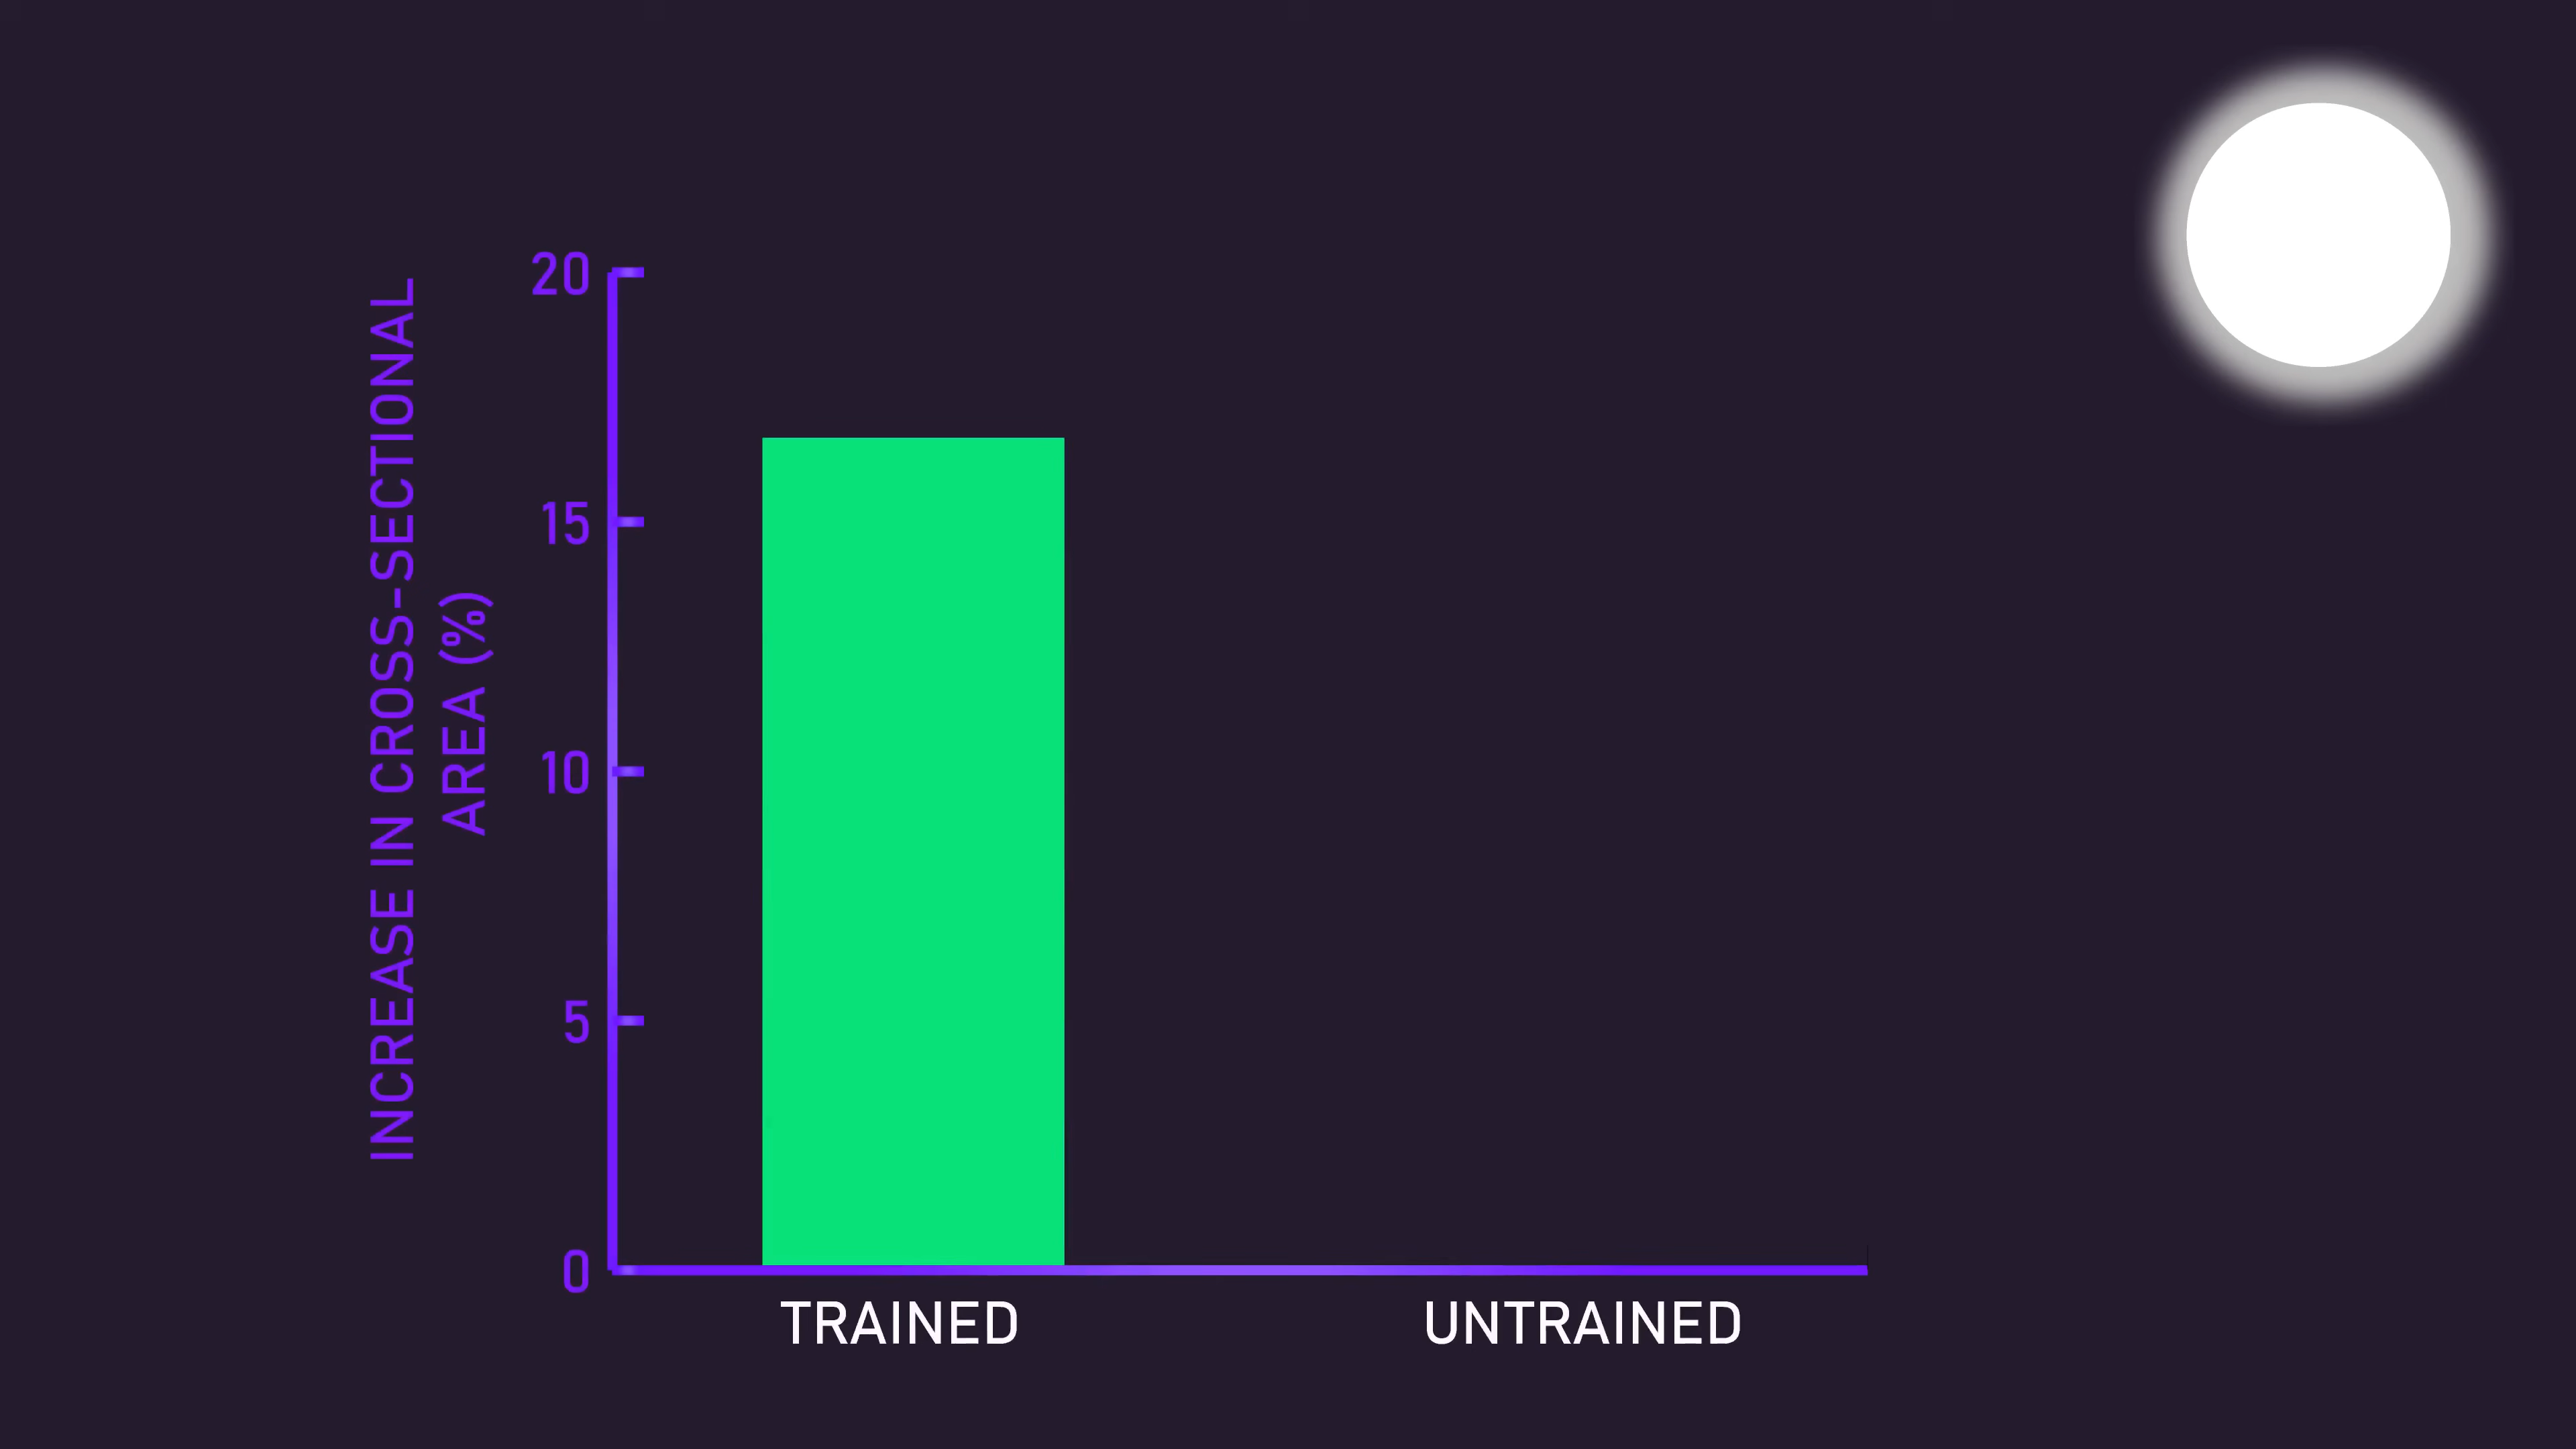 INCREASE IN CROSS-SECTIONAL
AREA (%)
20
15
10
5
0
TRAINED
UNTRAINED